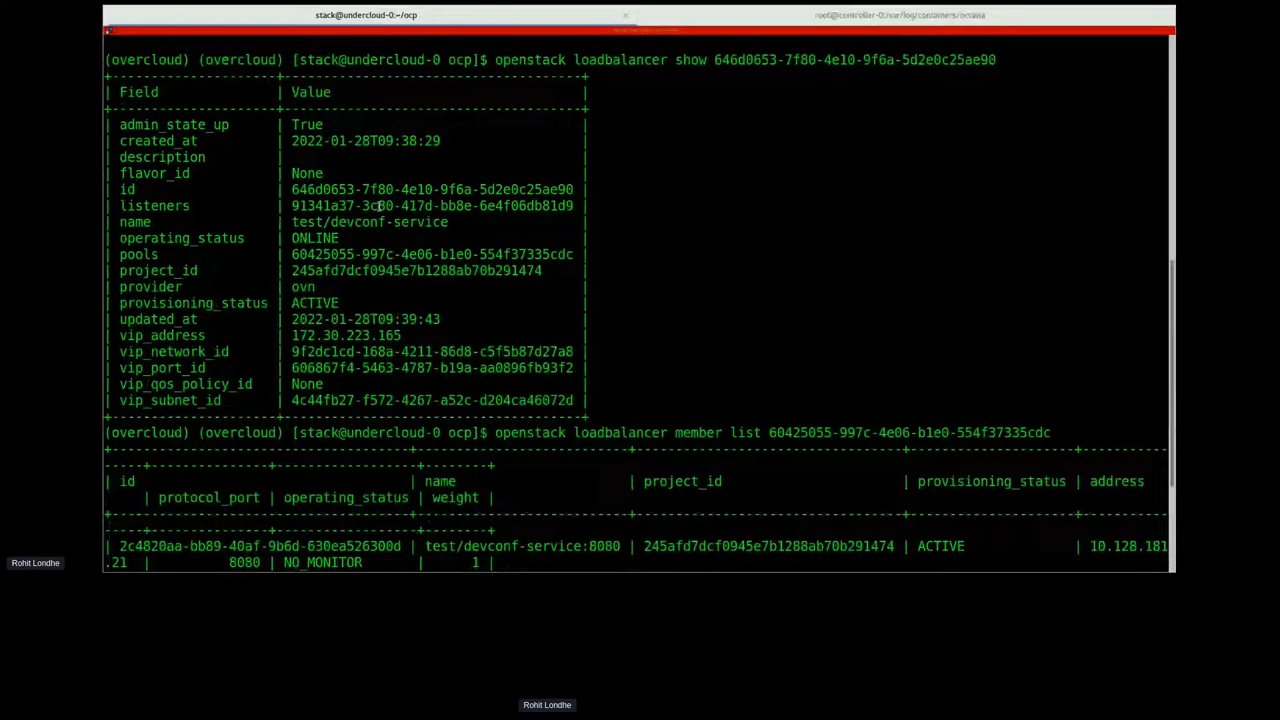 stack@undercloud-0:~/ocp × root@controller-0:/var/log/containers/octavia
(overcloud) (overcloud) [stack@undercloud-0 ocp]$ openstack loadbalancer show 646d0653-7f80-4e10-9f6a-5d2e0c25ae90
+---------------------+--------------------------------------+
| Field | Value |
+---------------------+--------------------------------------+
| admin_state_up | True |
| created_at | 2022-01-28T09:38:29 |
| description | |
| flavor_id | None |
| id | 646d0653-7f80-4e10-9f6a-5d2e0c25ae90 |
| listeners | 91341a37-3c80-417d-bb8e-6e4f06db81d9 |
| name | test/devconf-service |
| operating_status | ONLINE |
| pools | 60425055-997c-4e06-b1e0-554f37335cdc |
| project_id | 245afd7dcf0945e7b1288ab70b291474 |
| provider | ovn |
| provisioning_status | ACTIVE |
| updated_at | 2022-01-28T09:39:43 |
| vip_address | 172.30.223.165 |
| vip_network_id | 9f2dc1cd-168a-4211-86d8-c5f5b87d27a8 |
| vip_port_id | 606867f4-5463-4787-b19a-aa0896fb93f2 |
| vip_qos_policy_id | None |
| vip_subnet_id | 4c44fb27-f572-4267-a52c-d204ca46072d |
+---------------------+--------------------------------------+
(overcloud) (overcloud) [stack@undercloud-0 ocp]$ openstack loadbalancer member list 60425055-997c-4e06-b1e0-554f37335cdc
+--------------------------------------+---------------------------+----------------------------------+---------------------+-----------
-----+---------------+------------------+--------+
| id | name | project_id | provisioning_status | address
| protocol_port | operating_status | weight |
+--------------------------------------+---------------------------+----------------------------------+---------------------+-----------
-----+---------------+------------------+--------+
| 2c4820aa-bb89-40af-9b6d-630ea526300d | test/devconf-service:8080 | 245afd7dcf0945e7b1288ab70b291474 | ACTIVE | 10.128.181
.21 | 8080 | NO_MONITOR | 1 |
Rohit Londhe
Rohit Londhe